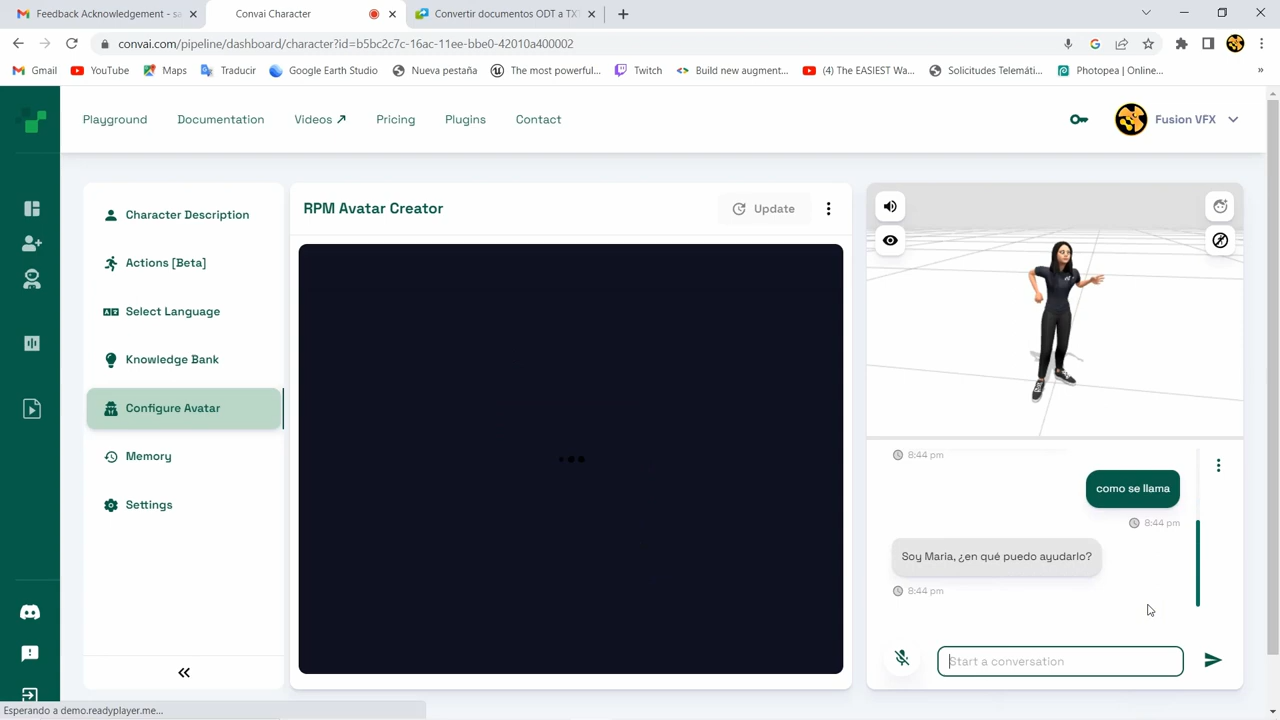 Feedback Acknowledgement - sa
Convai Character
Convertir documentos ODT a TXT
convai.com/pipeline/dashboard/character?id=b5bc2c7c-16ac-11ee-bbe0-42010a400002
Gmail
YouTube
Maps
Traducir
Google Earth Studio
Nueva pestaña
The most powerful...
Twitch
Build new augment...
(4) The EASIEST Wa...
Solicitudes Telemáti...
Photopea | Online...
»
Playground
Documentation
Videos
Pricing
Plugins
Contact
Fusion VFX
Character Description
Actions [Beta]
Select Language
Knowledge Bank
Configure Avatar
Memory
Settings
RPM Avatar Creator
Update
8:44 pm
como se llama
8:44 pm
Soy Maria, ¿en qué puedo ayudarlo?
8:44 pm
Start a conversation
Esperando a demo.readyplayer.me...